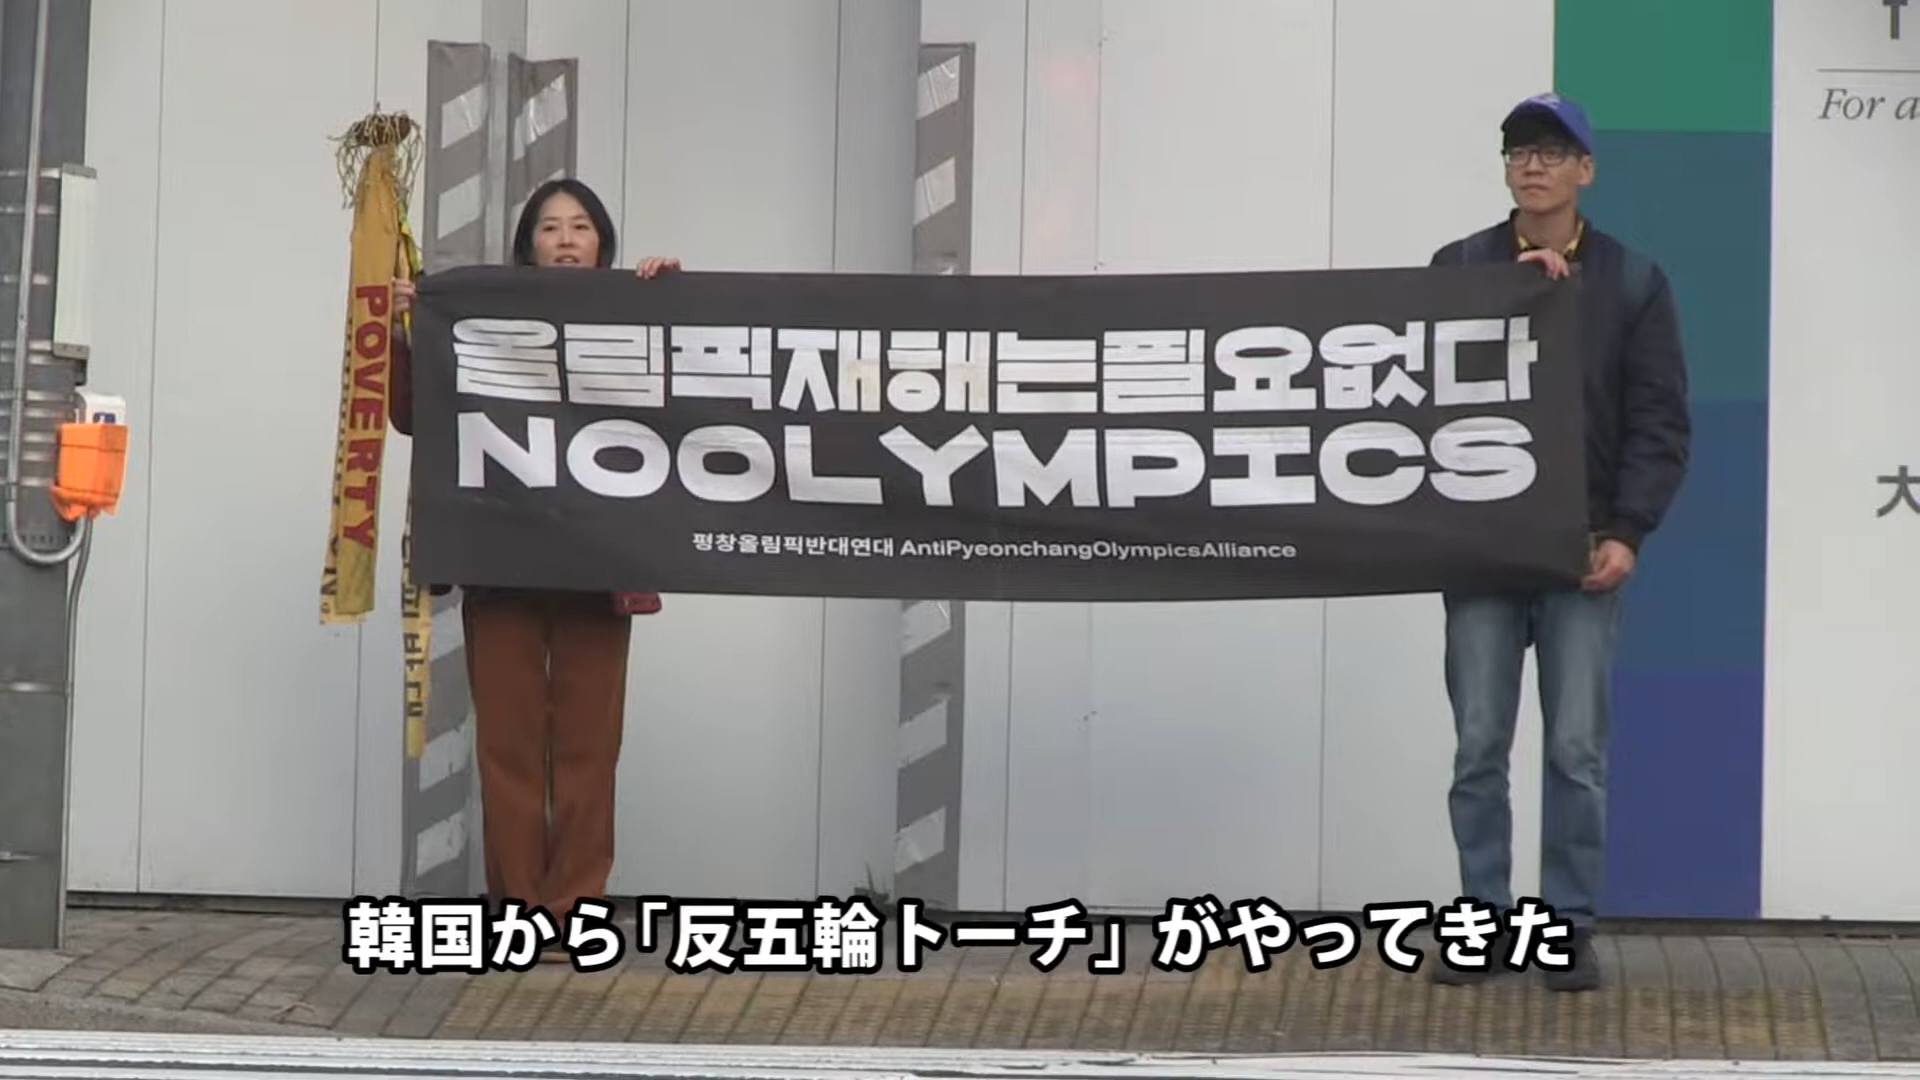 For a
大
POVERTY
올림픽재해는필요없다
NOOLYMPICS
평창올림픽반대연대 AntiPyeonchangOlympicsAlliance
韓国から「反五輪トーチ」がやってきた